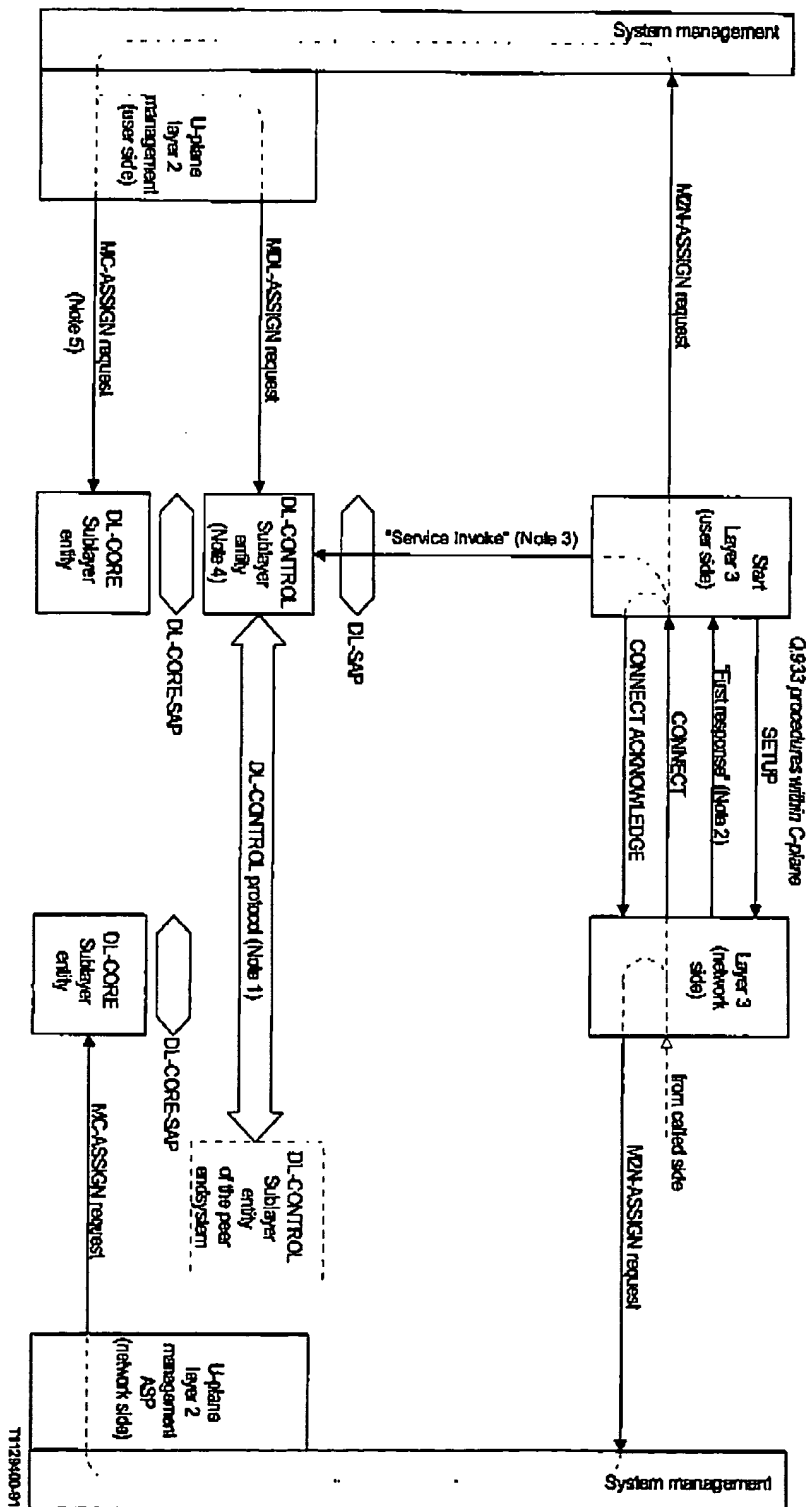 Q.933 procedures within C-plane
System management
M2N-ASSIGN request
Start
Layer 3
(user side)
SETUP
"First response" (Note 2)
CONNECT
CONNECT ACKNOWLEDGE
Layer 3
(network
side)
from called side
M2N-ASSIGN request
System management
"Service Invoke" (Note 3)
DL-SAP
U-plane
layer 2
management
(user side)
MDL-ASSIGN request
DL-CONTROL
Sublayer
entity
(Note 4)
DL-CONTROL protocol (Note 1)
DL-CONTROL
Sublayer
entity
of the peer
endsystem
DL-CORE-SAP
DL-CORE-SAP
MC-ASSIGN request
(Note 5)
DL-CORE
Sublayer
entity
DL-CORE
Sublayer
entity
MC-ASSIGN request
U-plane
layer 2
management
ASP
(network side)
T1129400-91